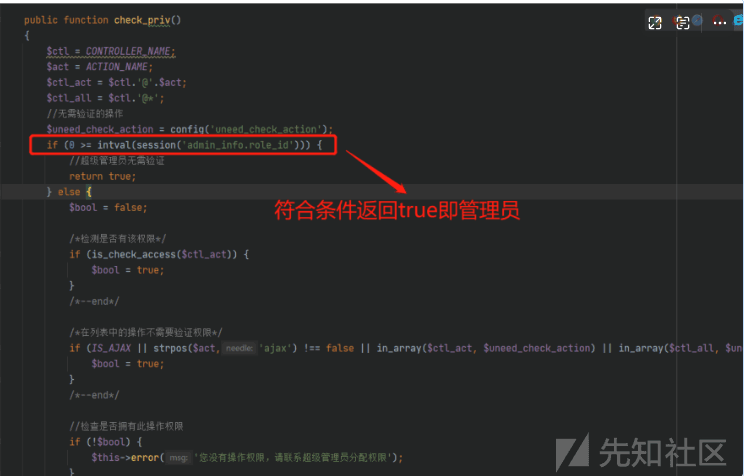 public function check_priv()
{
$ctl = CONTROLLER_NAME;
$act = ACTION_NAME;
$ctl_act = $ctl.'@'.$act;
$ctl_all = $ctl.'@*';
//无需验证的操作
$uneed_check_action = config('uneed_check_action');
if (0 >= intval(session('admin_info.role_id'))) {
//超级管理员无需验证
return true;
} else {
符合条件返回true即管理员
$bool = false;
/*检测是否有该权限*/
if (is_check_access($ctl_act)) {
$bool = true;
}
/*--end*/
/*在列表中的操作不需要验证权限*/
if (IS_AJAX || strpos($act, needle: 'ajax') !== false || in_array($ctl_act, $uneed_check_action) || in_array($ctl_all, $un
$bool = true;
}
/*--end*/
//检查是否拥有此操作权限
if (!$bool) {
$this->error( msg: '您没有操作权限，请联系超级管理员分配权限');
}
先知社区